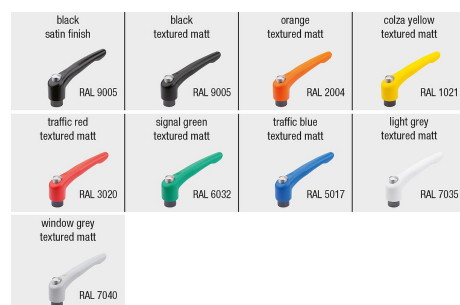 black
satin finish
RAL 9005
black
textured matt
RAL 9005
orange
textured matt
RAL 2004
colza yellow
textured matt
RAL 1021
traffic red
textured matt
RAL 3020
signal green
textured matt
RAL 6032
traffic blue
textured matt
RAL 5017
light grey
textured matt
RAL 7035
window grey
textured matt
RAL 7040